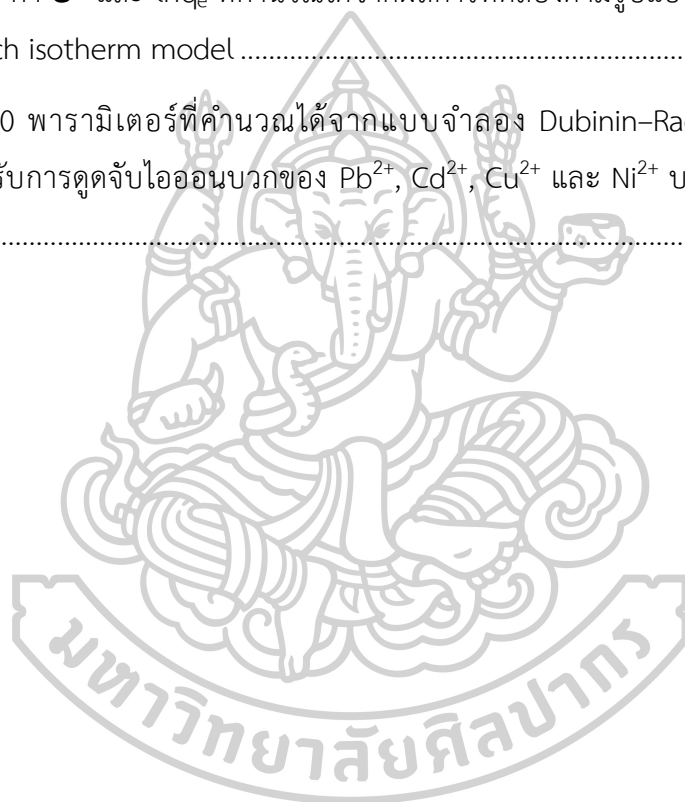 และ
ch isotherm model ........................................................................
0 พารามิเตอร์ที่คำนวณได้จากแบบจำลอง Dubinin–Ra
รับการดูดจับไอออนบวกของ Pb²⁺, Cd²⁺, Cu²⁺ และ Ni²⁺ บ
........................................................................................................
มหาวิทยาลัยศิลปากร